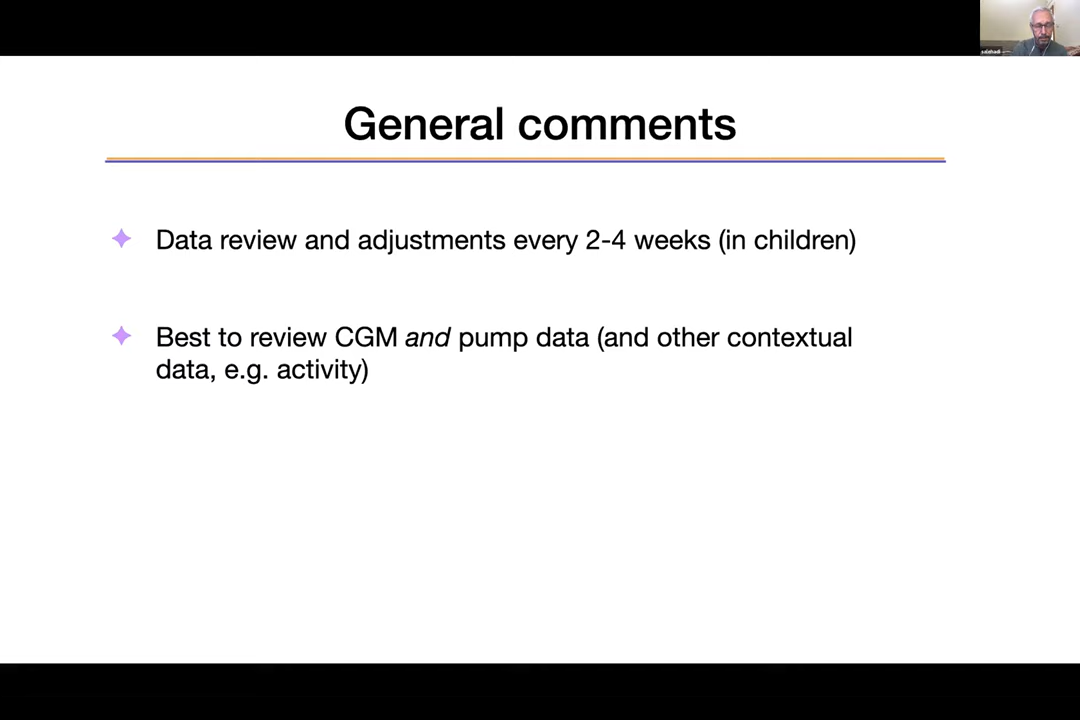 General comments
Data review and adjustments every 2-4 weeks (in children)
Best to review CGM and pump data (and other contextual
data, e.g. activity)